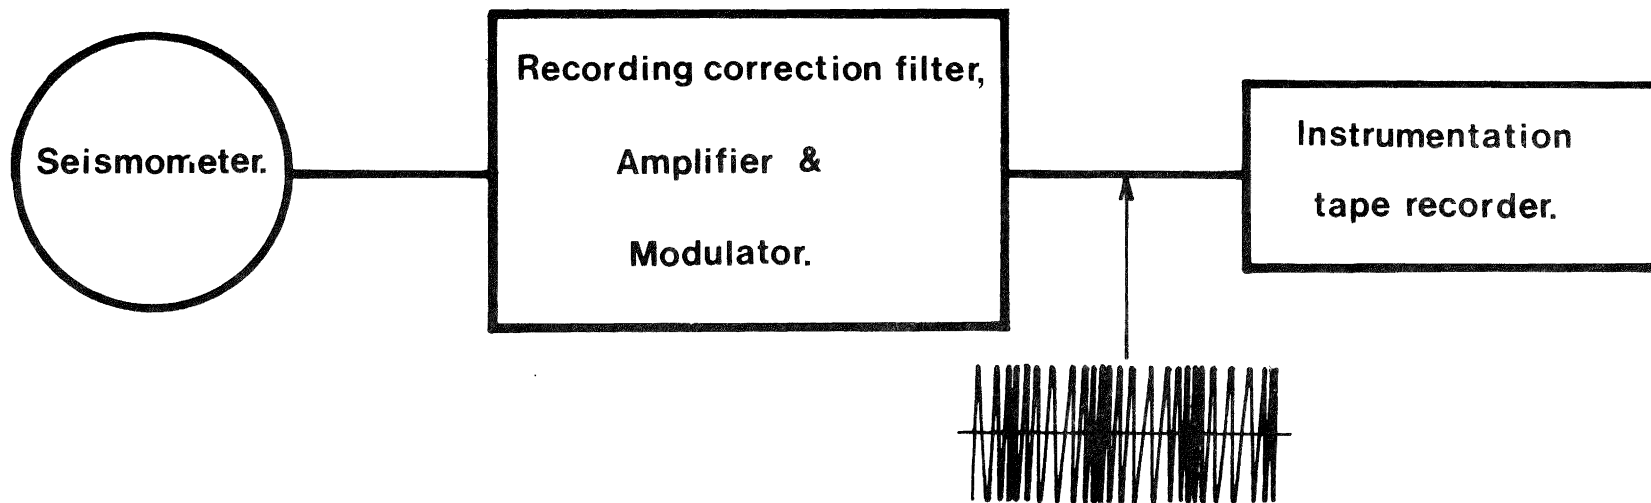 Seismometer.
Recording correction filter,
Amplifier &
Modulator.
Instrumentation
tape recorder.